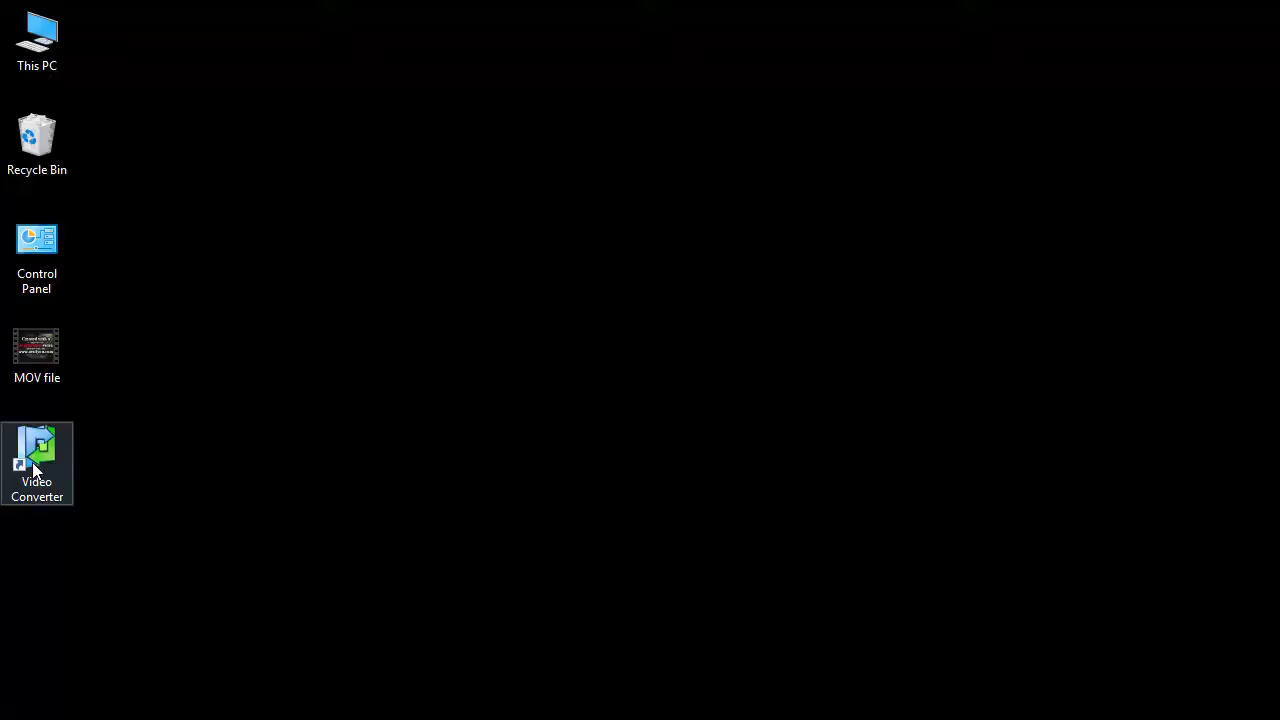 This PC
Recycle Bin
Control
Panel
MOV file
Video
Converter